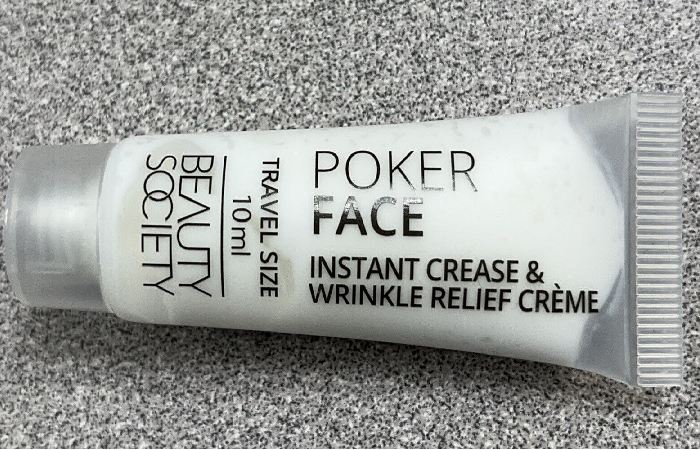 POKER
FACE
INSTANT CREASE &
WRINKLE RELIEF CRÈME
TRAVEL SIZE
10ml
BEAUTY
SOCIETY